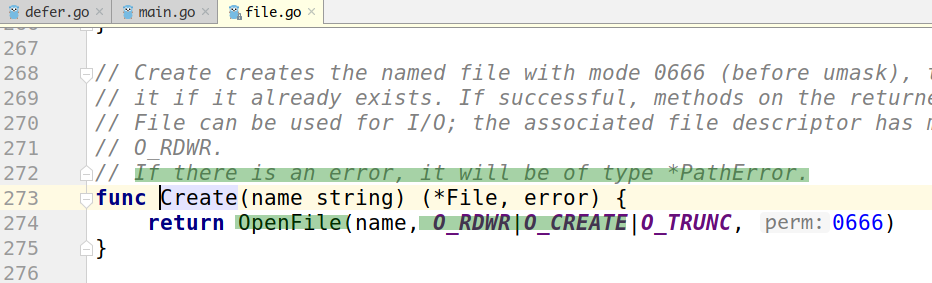 defer.go × main.go × file.go ×
267
268 // Create creates the named file with mode 0666 (before umask),
269 // it if it already exists. If successful, methods on the
270 // File can be used for I/O; the associated file descriptor has
271 // O_RDWR.
272 // If there is an error, it will be of type *PathError.
273 func Create(name string) (*File, error) {
274 return OpenFile(name, O_RDWR|O_CREATE|O_TRUNC, perm: 0666)
275 }
276